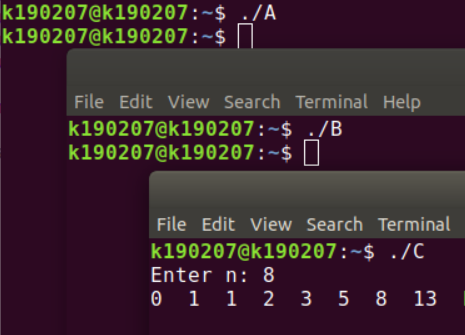 k190207@k190207:~$ ./A
k190207@k190207:~$
File Edit View Search Terminal Help
k190207@k190207:~$ ./B
k190207@k190207:~$
File Edit View Search Terminal
k190207@k190207:~$ ./C
Enter n: 8
0 1 1 2 3 5 8 13